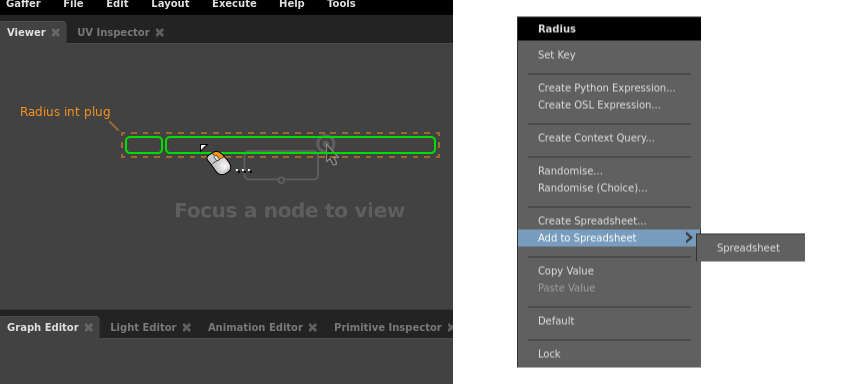 Gaffer File Edit Layout Execute Help Tools
Viewer UV Inspector
Radius int plug
...
Focus a node to view
Graph Editor Light Editor Animation Editor Primitive Inspector
Radius
Set Key
Create Python Expression...
Create OSL Expression...
Create Context Query...
Randomise...
Randomise (Choice)...
Create Spreadsheet...
Add to Spreadsheet
Spreadsheet
Copy Value
Paste Value
Default
Lock